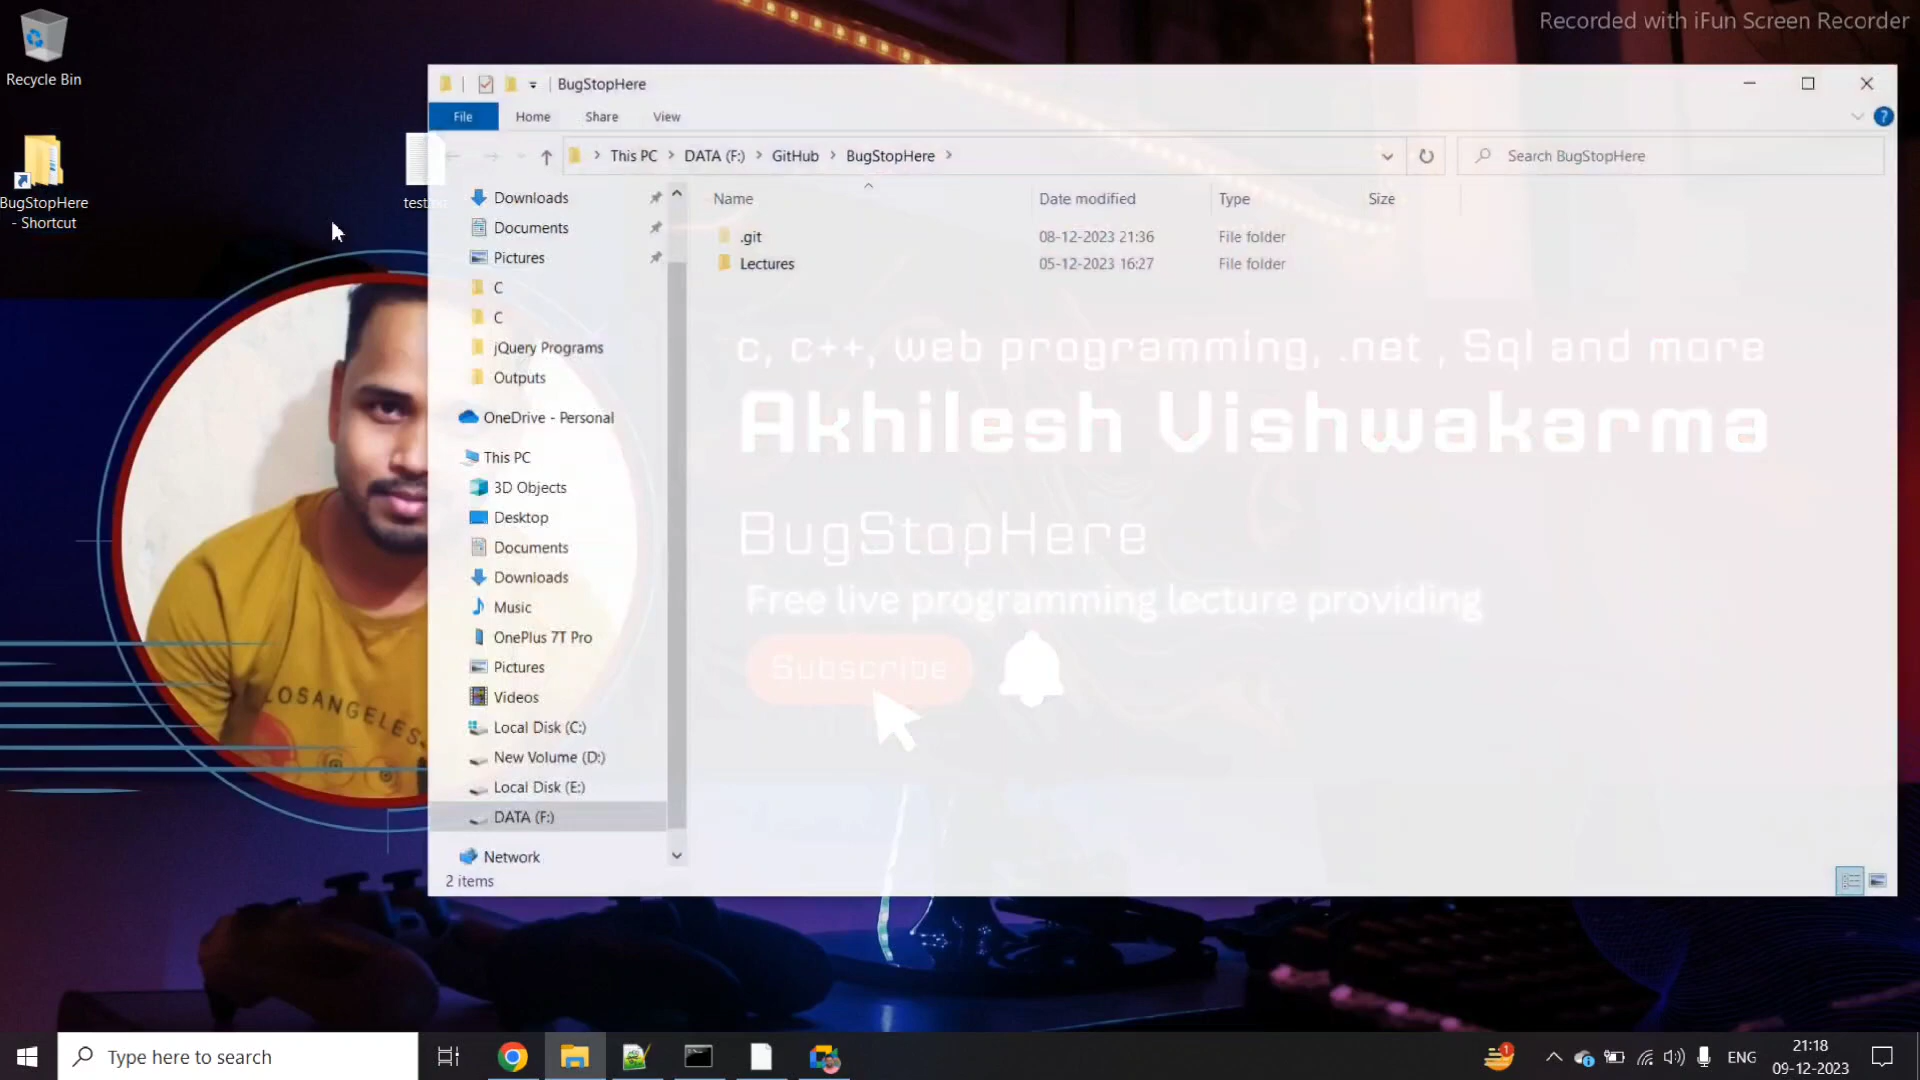 Recorded with iFun Screen Recorder
Recycle Bin
BugStopHere
- Shortcut
BugStopHere
File Home Share View
This PC DATA (F:) GitHub BugStopHere
Search BugStopHere
Name Date modified Type Size
.git 08-12-2023 21:36 File folder
Lectures 05-12-2023 16:27 File folder
Downloads
Documents
Pictures
C
C
jQuery Programs
Outputs
OneDrive - Personal
This PC
3D Objects
Desktop
Documents
Downloads
Music
OnePlus 7T Pro
Pictures
Videos
Local Disk (C:)
New Volume (D:)
Local Disk (E:)
DATA (F:)
Network
2 items
c, c++, web programming, .net , Sql and more
Akhilesh Vishwakarma
BugStopHere
Free live programming lecture providing
Subscribe
Type here to search
1
ENG
21:18
09-12-2023